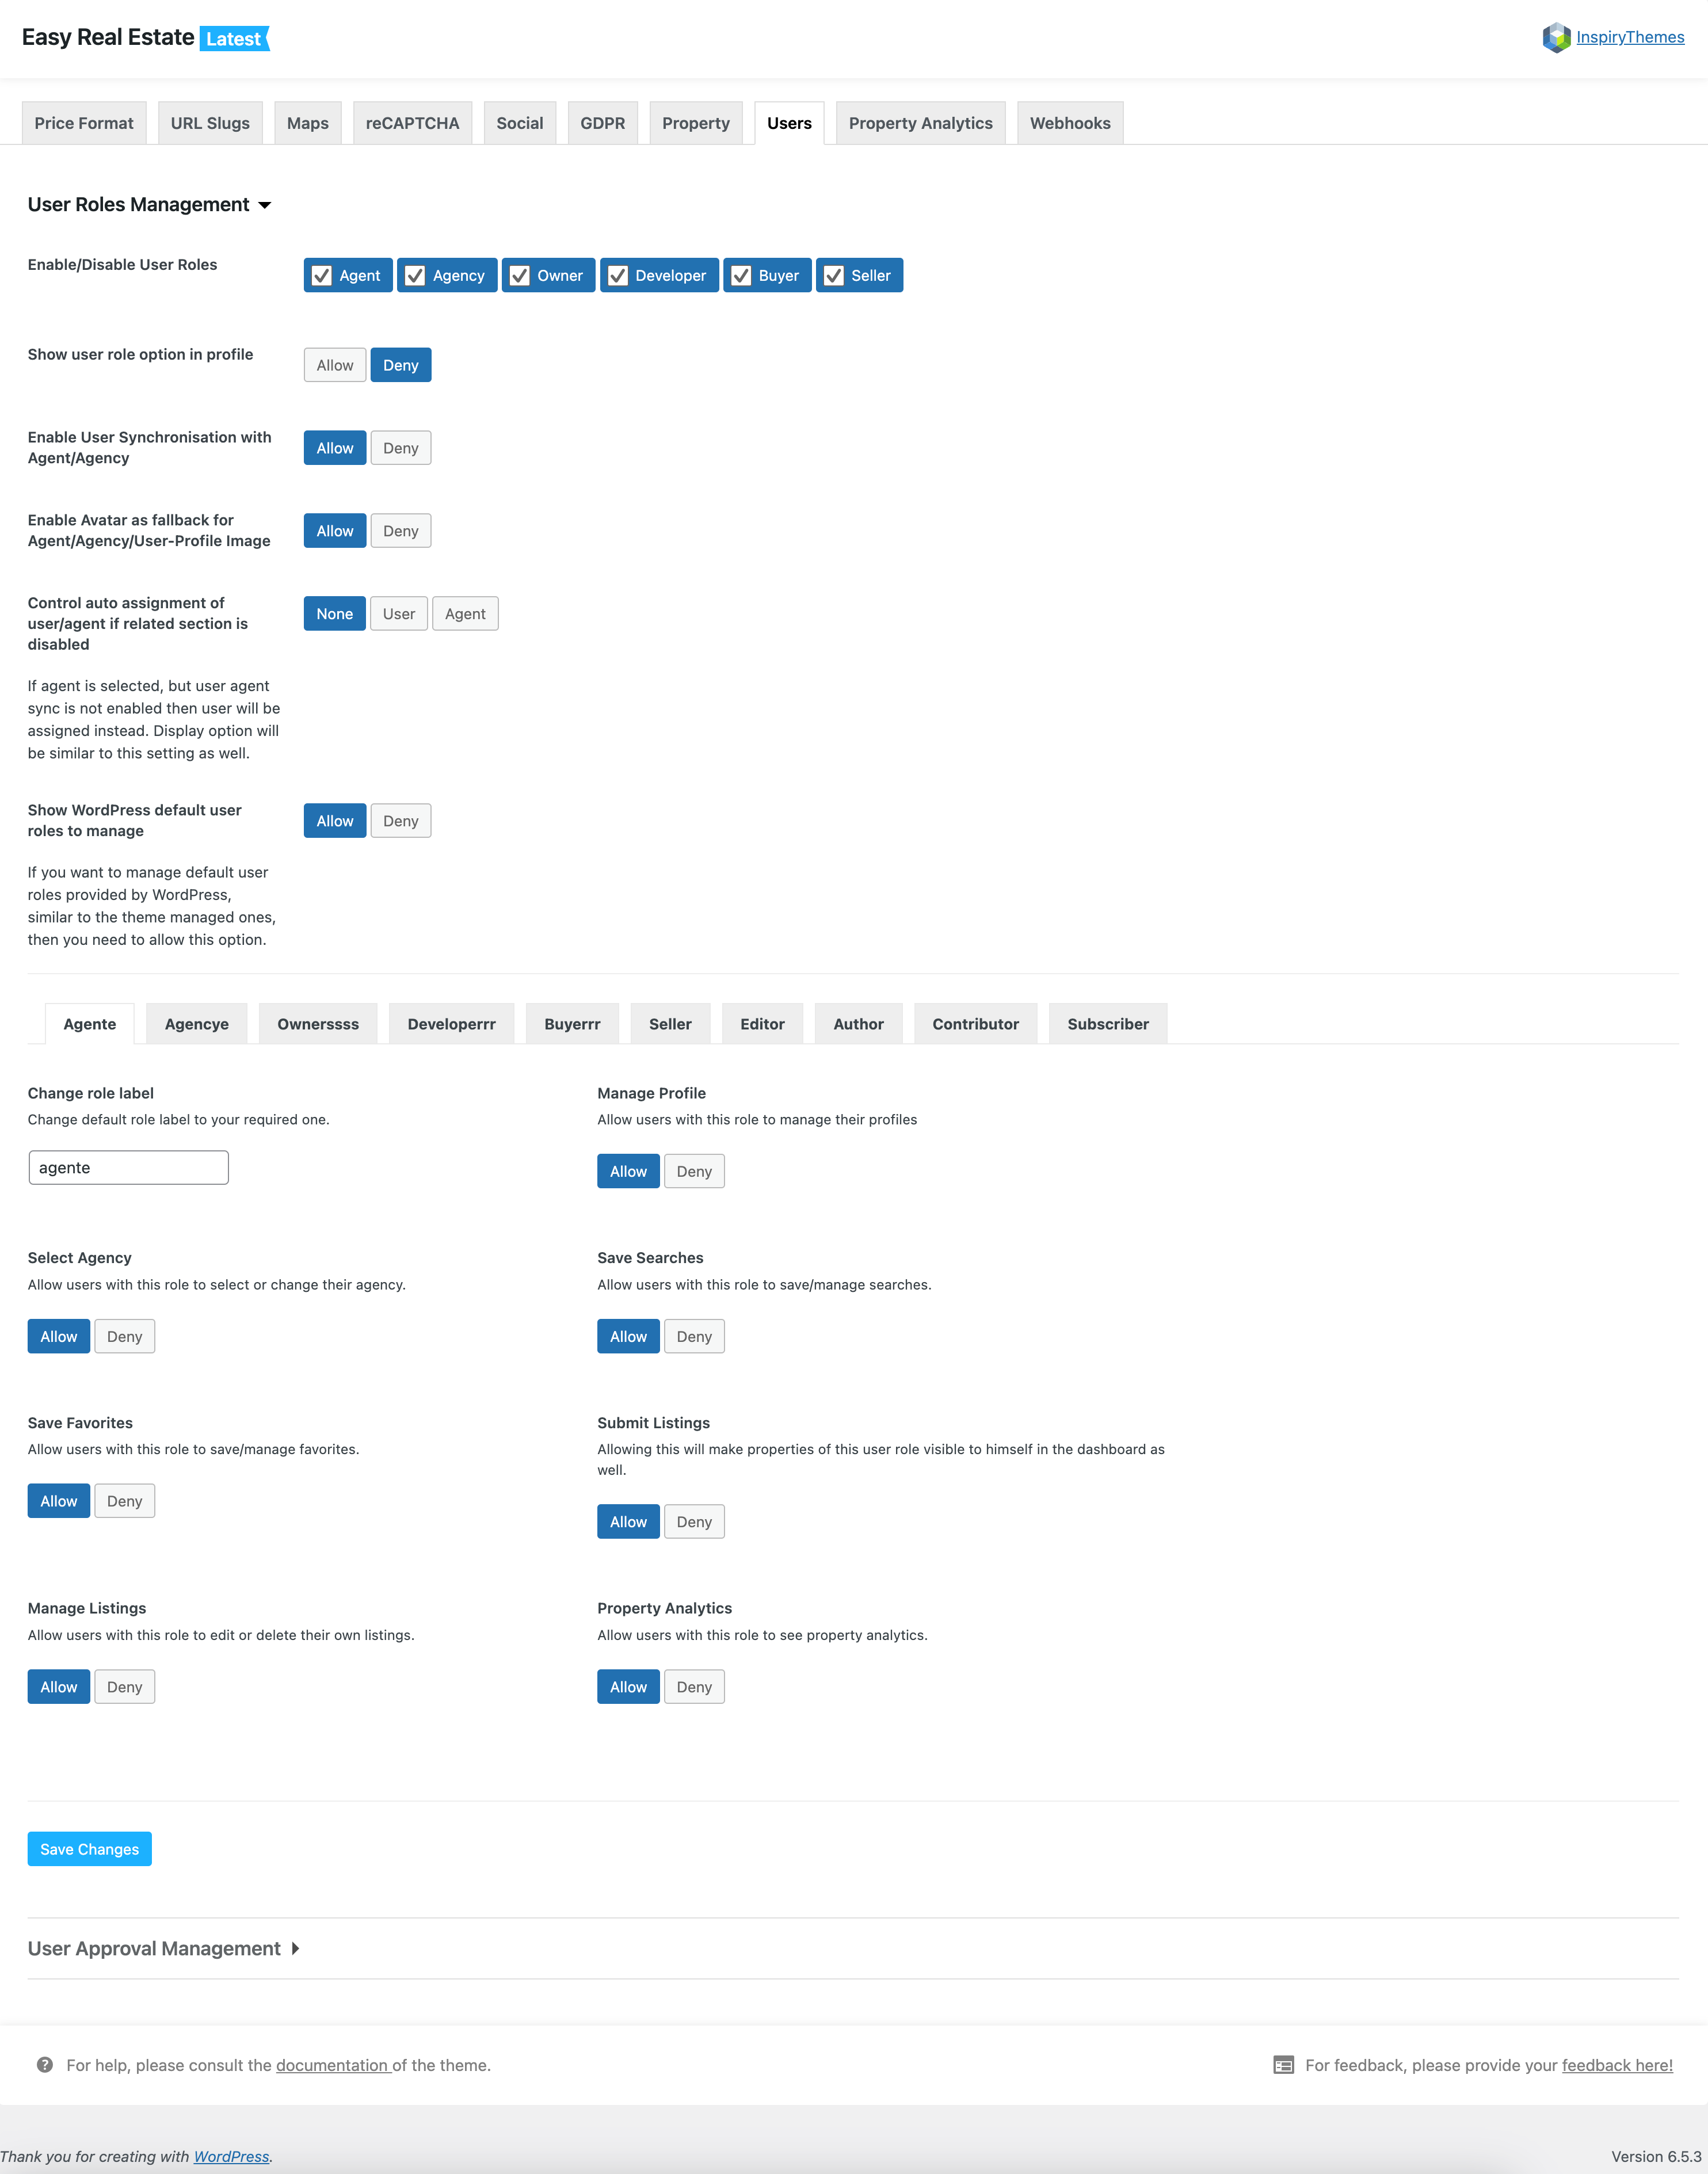 Easy Real Estate Latest
InspiryThemes
Price Format URL Slugs Maps reCAPTCHA Social GDPR Property Users Property Analytics Webhooks
User Roles Management
Enable/Disable User Roles
Agent Agency Owner Developer Buyer Seller
Show user role option in profile
Allow Deny
Enable User Synchronisation with
Agent/Agency
Allow Deny
Enable Avatar as fallback for
Agent/Agency/User-Profile Image
Allow Deny
Control auto assignment of
user/agent if related section is
disabled
None User Agent
If agent is selected, but user agent
sync is not enabled then user will be
assigned instead. Display option will
be similar to this setting as well.
Show WordPress default user
roles to manage
Allow Deny
If you want to manage default user
roles provided by WordPress,
similar to the theme managed ones,
then you need to allow this option.
Agente Agencye Ownerssss Developerrr Buyerrr Seller Editor Author Contributor Subscriber
Change role label
Change default role label to your required one.
agente
Manage Profile
Allow users with this role to manage their profiles
Allow Deny
Select Agency
Allow users with this role to select or change their agency.
Allow Deny
Save Searches
Allow users with this role to save/manage searches.
Allow Deny
Save Favorites
Allow users with this role to save/manage favorites.
Allow Deny
Submit Listings
Allowing this will make properties of this user role visible to himself in the dashboard as
well.
Allow Deny
Manage Listings
Allow users with this role to edit or delete their own listings.
Allow Deny
Property Analytics
Allow users with this role to see property analytics.
Allow Deny
Save Changes
User Approval Management
For help, please consult the documentation of the theme.
For feedback, please provide your feedback here!
Thank you for creating with WordPress.
Version 6.5.3